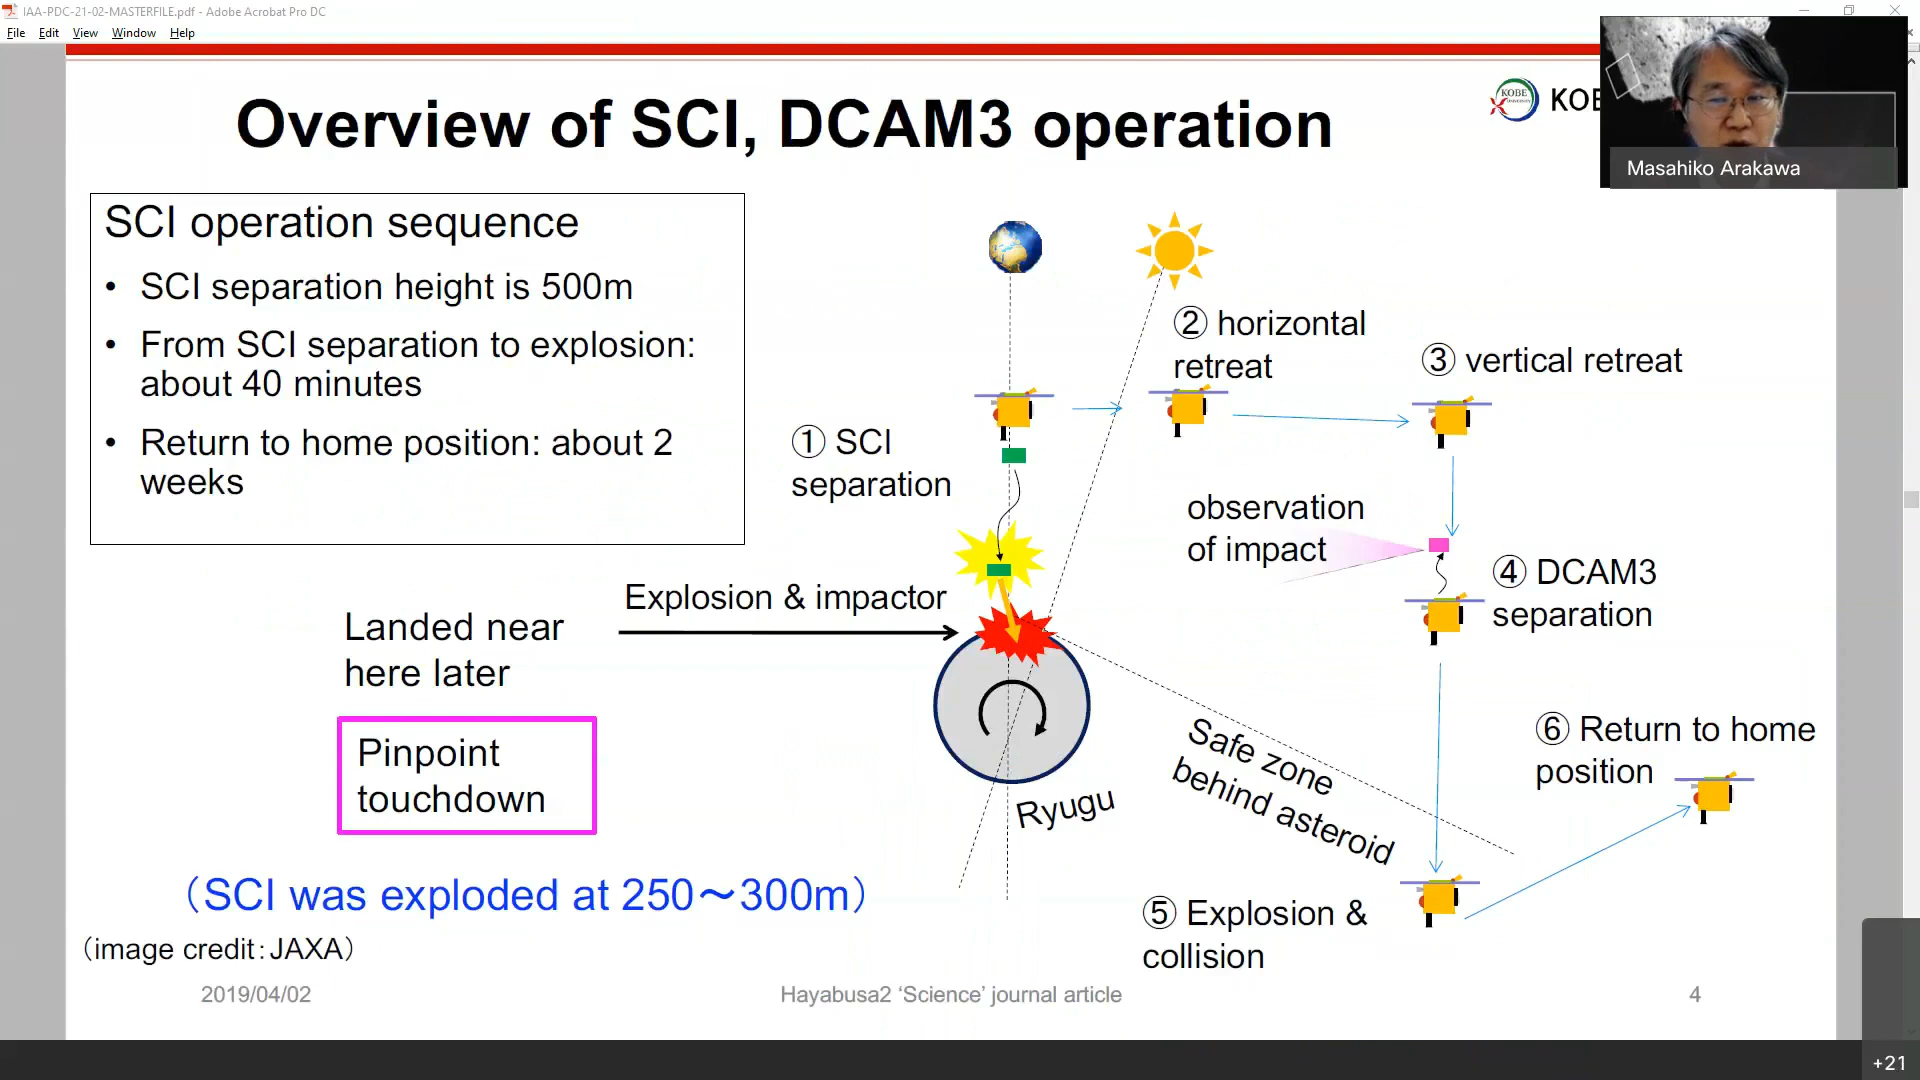 IAA-PDC-21-02-MASTERFILE.pdf - Adobe Acrobat Pro DC
File Edit View Window Help
Overview of SCI, DCAM3 operation
KOBE
UNIVERSITY
Masahiko Arakawa
SCI operation sequence
• SCI separation height is 500m
• From SCI separation to explosion:
about 40 minutes
• Return to home position: about 2
weeks
① SCI
separation
② horizontal
retreat
③ vertical retreat
observation
of impact
④ DCAM3
separation
Explosion & impactor
Landed near
here later
Pinpoint
touchdown
Ryugu
Safe zone
behind asteroid
⑥ Return to home
position
⑤ Explosion &
collision
（SCI was exploded at 250～300m）
（image credit：JAXA）
2019/04/02
Hayabusa2 ‘Science’ journal article
4
+21